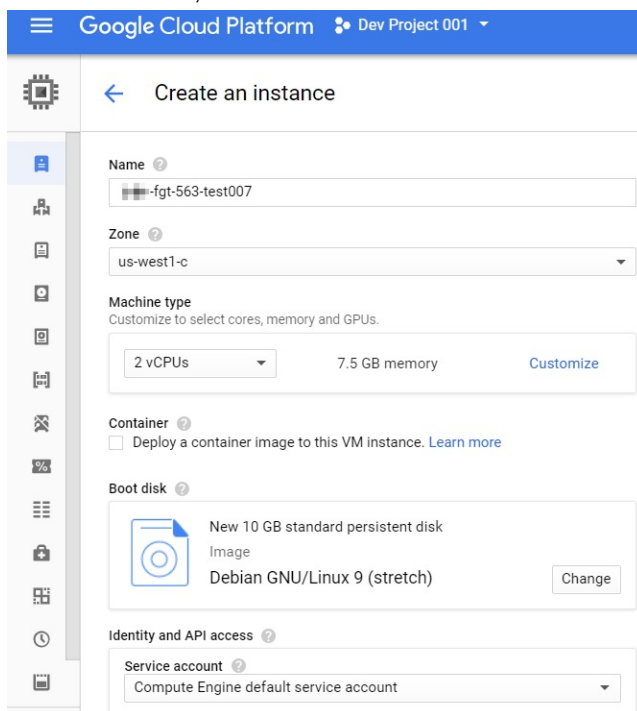 Google Cloud Platform Dev Project 001
Create an instance
Name
-fgt-563-test007
Zone
us-west1-c
Machine type
Customize to select cores, memory and GPUs.
2 vCPUs 7.5 GB memory Customize
Container
Deploy a container image to this VM instance. Learn more
Boot disk
New 10 GB standard persistent disk
Image
Debian GNU/Linux 9 (stretch) Change
Identity and API access
Service account
Compute Engine default service account